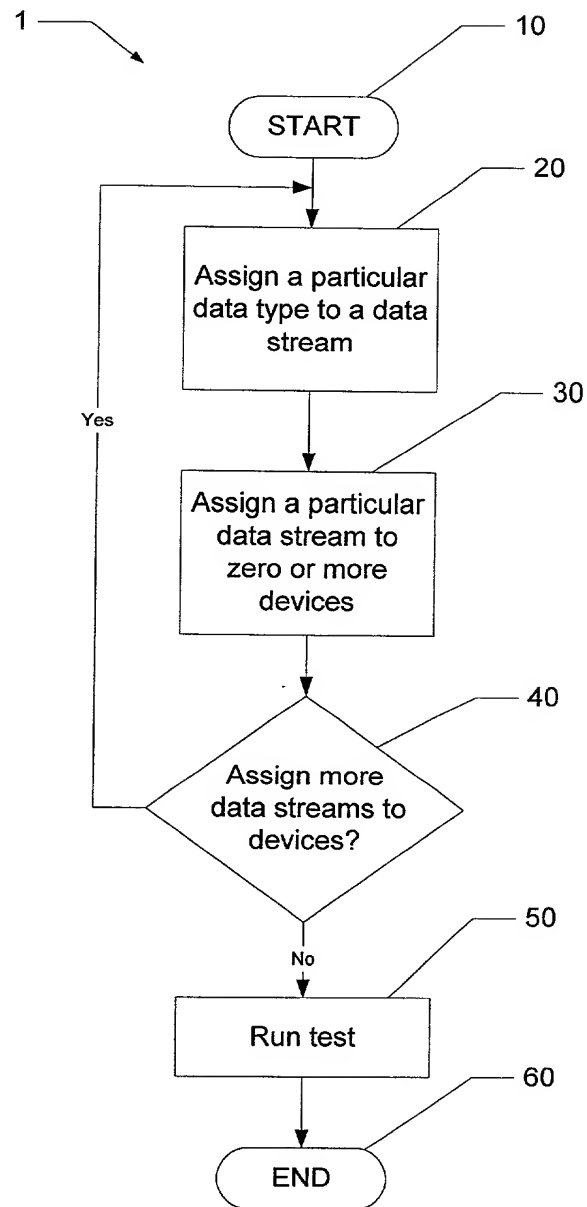 1
10
START
20
Assign a particular
data type to a data
stream
Yes
30
Assign a particular
data stream to
zero or more
devices
40
Assign more
data streams to
devices?
No
50
Run test
60
END